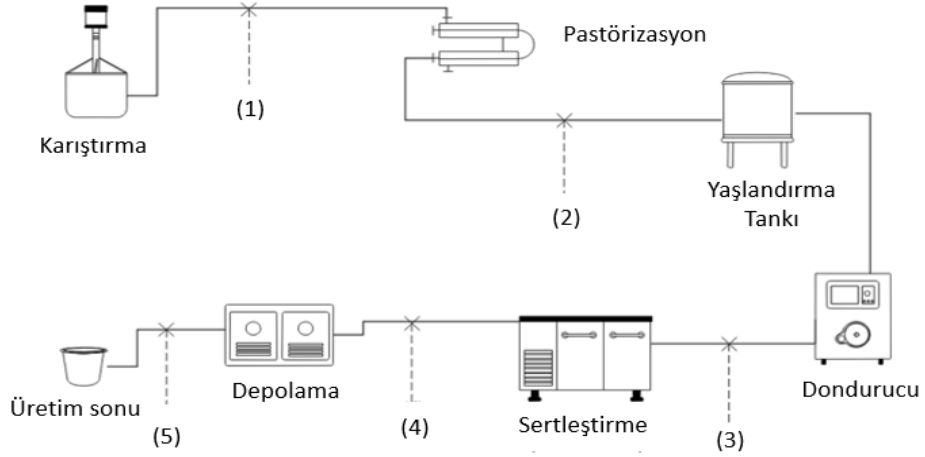 Pastörizasyon
(1)
Karıştırma
(2)
Yaşlandırma
Tankı
Dondurucu
(3)
Sertleştirme
(4)
Depolama
(5)
Üretim sonu